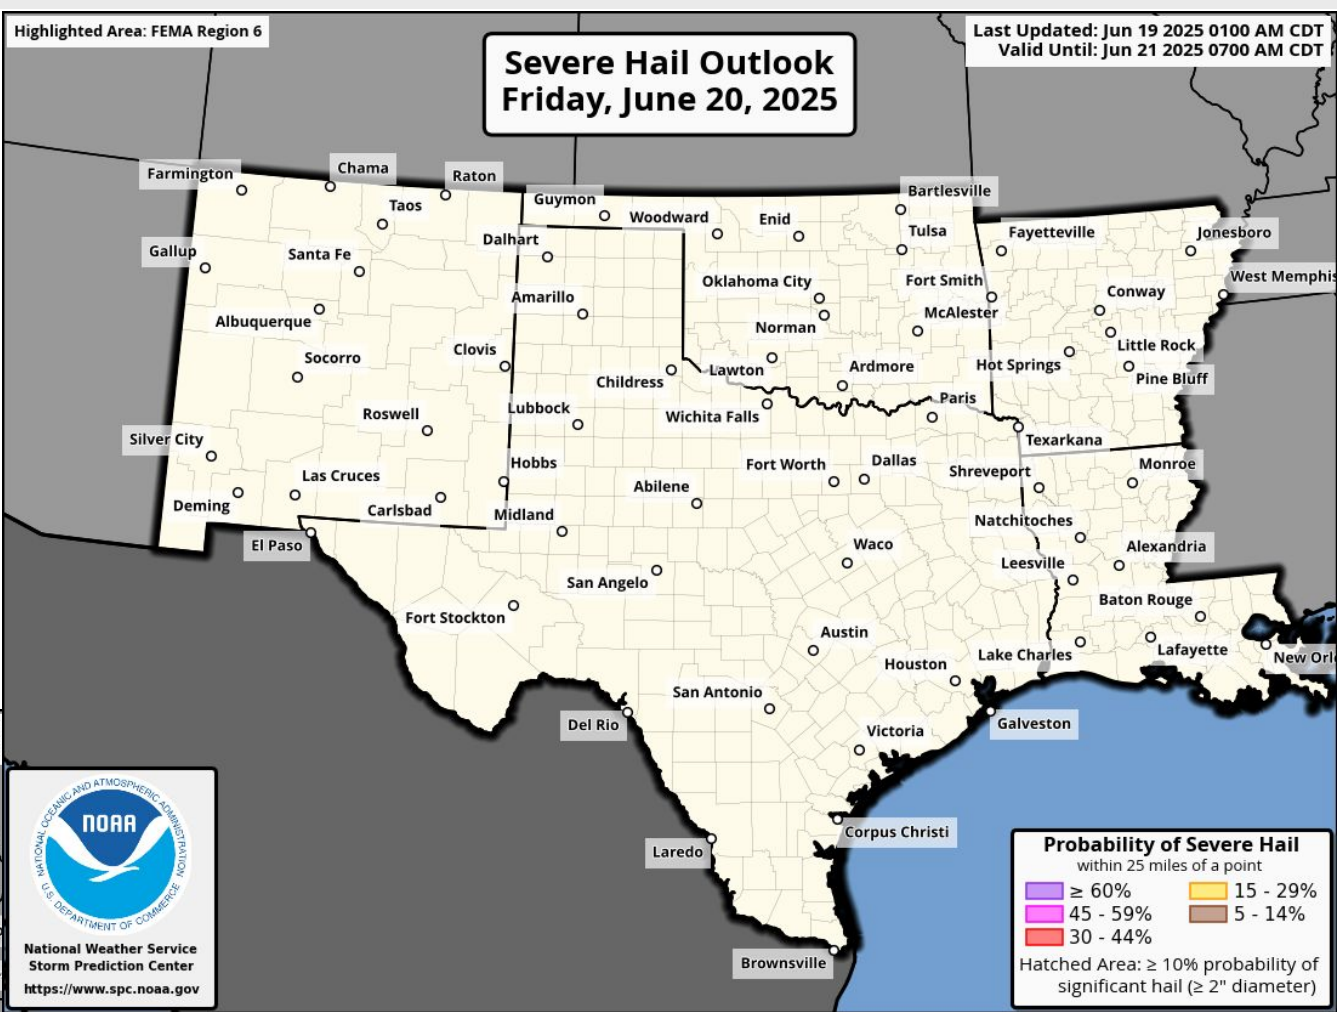 Highlighted Area: FEMA Region 6
Last Updated: Jun 19 2025 0100 AM CDT
Valid Until: Jun 21 2025 0700 AM CDT
Severe Hail Outlook
Friday, June 20, 2025
Farmington
Chama
Raton
Taos
Guymon
Woodward
Enid
Bartlesville
Tulsa
Fayetteville
Jonesboro
Gallup
Santa Fe
Dalhart
Oklahoma City
Fort Smith
West Memphis
Albuquerque
Amarillo
Norman
McAlester
Conway
Socorro
Clovis
Childress
Lawton
Ardmore
Hot Springs
Little Rock
Pine Bluff
Roswell
Lubbock
Wichita Falls
Paris
Texarkana
Silver City
Las Cruces
Hobbs
Abilene
Fort Worth
Dallas
Shreveport
Monroe
Deming
Carlsbad
Midland
Natchitoches
El Paso
San Angelo
Waco
Leesville
Alexandria
Fort Stockton
Austin
Baton Rouge
Houston
Lake Charles
Lafayette
New Orl
Del Rio
San Antonio
Victoria
Galveston
Laredo
Corpus Christi
Brownsville
NATIONAL OCEANIC AND ATMOSPHERIC ADMINISTRATION
NOAA
U.S. DEPARTMENT OF COMMERCE
National Weather Service
Storm Prediction Center
https://www.spc.noaa.gov
Probability of Severe Hail
within 25 miles of a point
≥ 60% 15 - 29%
45 - 59% 5 - 14%
30 - 44%
Hatched Area: ≥ 10% probability of
significant hail (≥ 2" diameter)